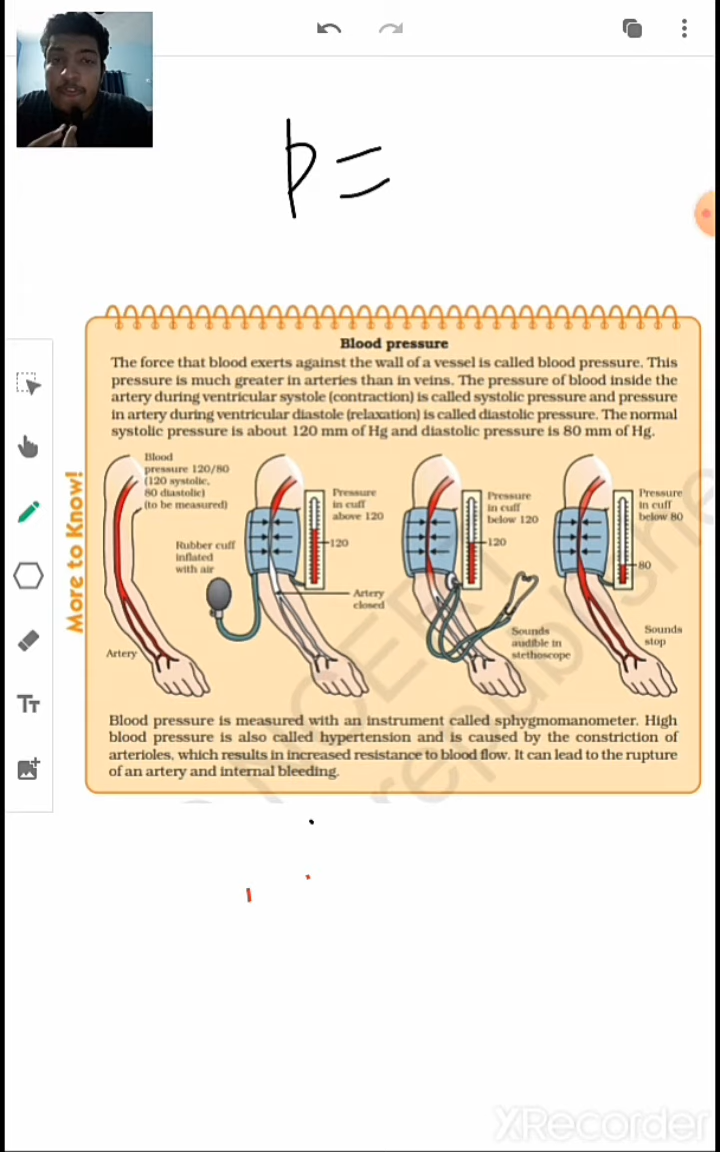 p=
Blood pressure
The force that blood exerts against the wall of a vessel is called blood pressure. This
pressure is much greater in arteries than in veins. The pressure of blood inside the
artery during ventricular systole (contraction) is called systolic pressure and pressure
in artery during ventricular diastole (relaxation) is called diastolic pressure. The normal
systolic pressure is about 120 mm of Hg and diastolic pressure is 80 mm of Hg.
More to Know!
Blood
pressure 120/80
(120 systolic,
80 diastolic)
(to be measured)
Artery
Rubber cuff
inflated
with air
Pressure
in cuff
above 120
120
Artery
closed
Pressure
in cuff
below 120
120
Sounds
audible in
stethoscope
Pressure
in cuff
below 80
80
Sounds
stop
Blood pressure is measured with an instrument called sphygmomanometer. High
blood pressure is also called hypertension and is caused by the constriction of
arterioles, which results in increased resistance to blood flow. It can lead to the rupture
of an artery and internal bleeding.
NCERT
republishe
TT
XRecorder